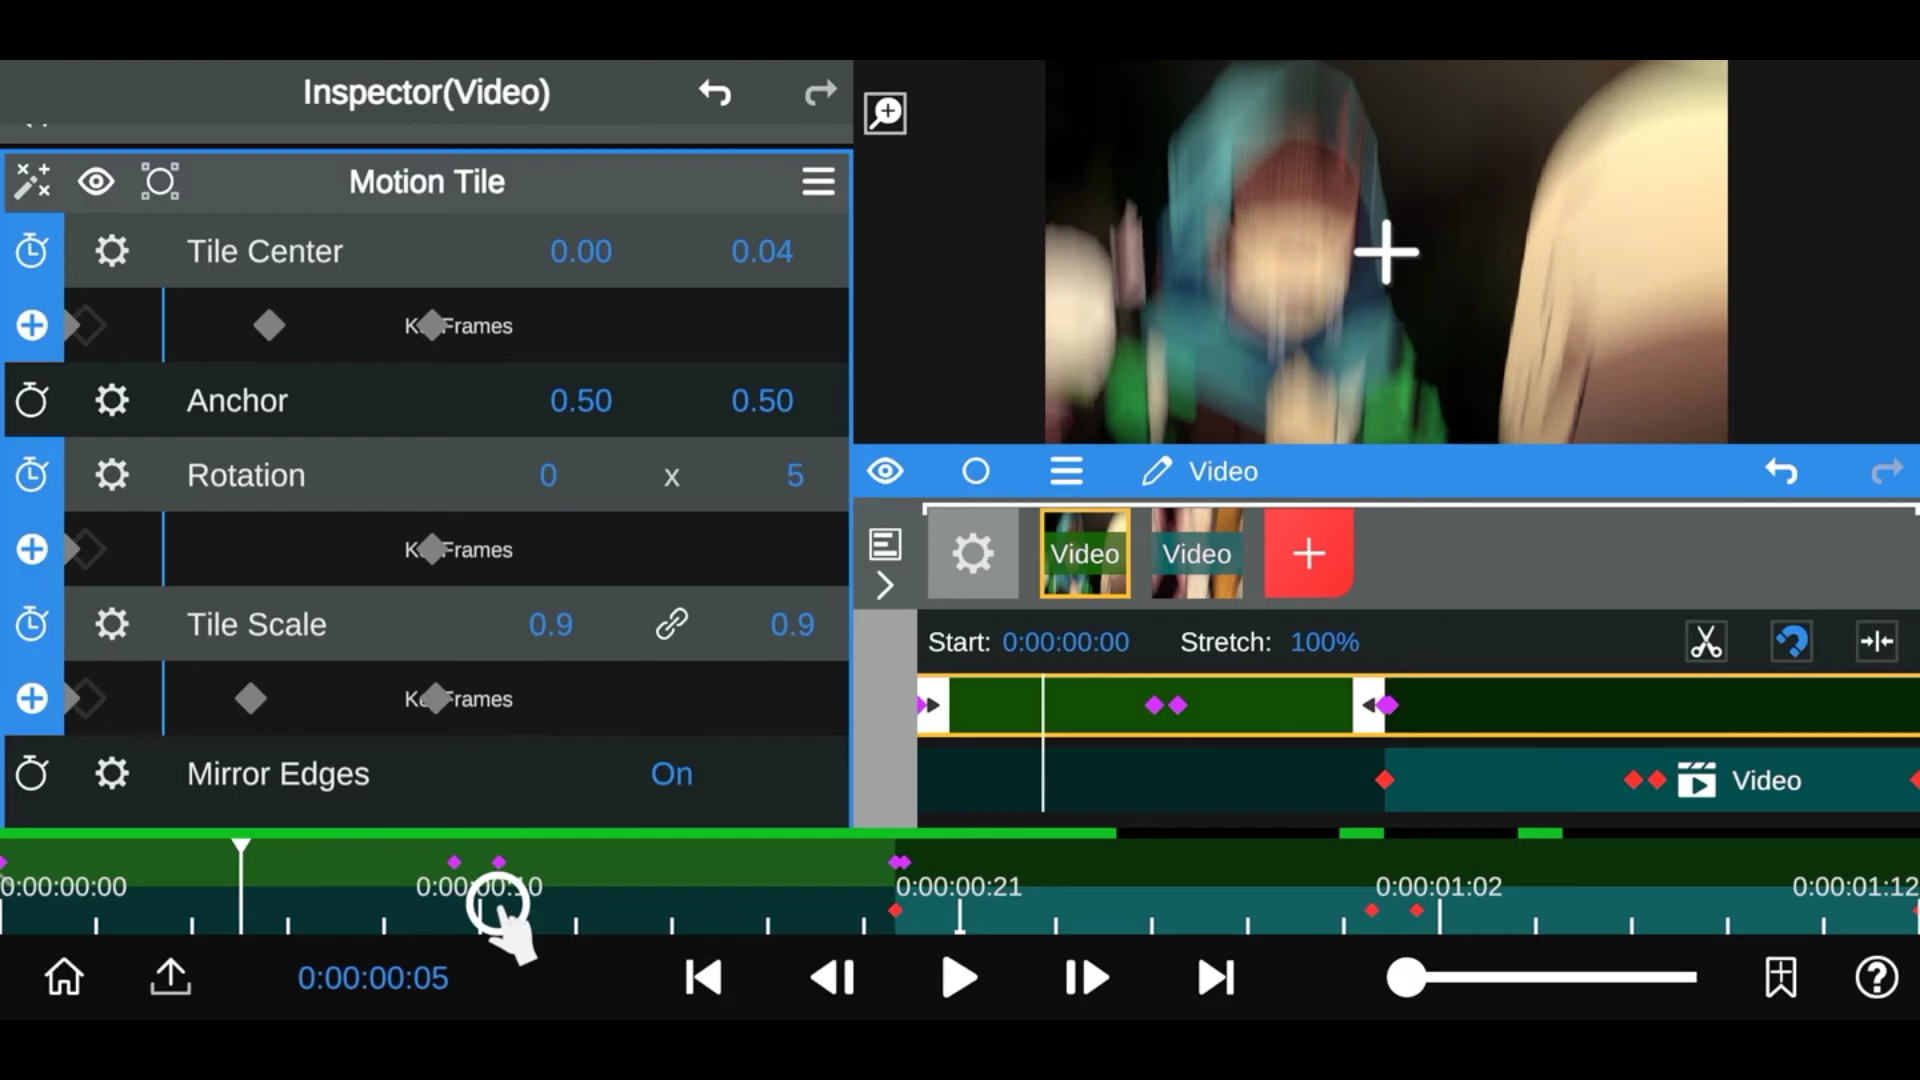 Inspector(Video)
Motion Tile
Tile Center 0.00 0.04
KeyFrames
Anchor 0.50 0.50
Rotation 0 x 5
KeyFrames
Tile Scale 0.9 0.9
KeyFrames
Mirror Edges On
Video
Video Video
Start: 0:00:00:00 Stretch: 100%
Video
0:00:00:00 0:00:00:10 0:00:00:21 0:00:01:02 0:00:01:12
0:00:00:05